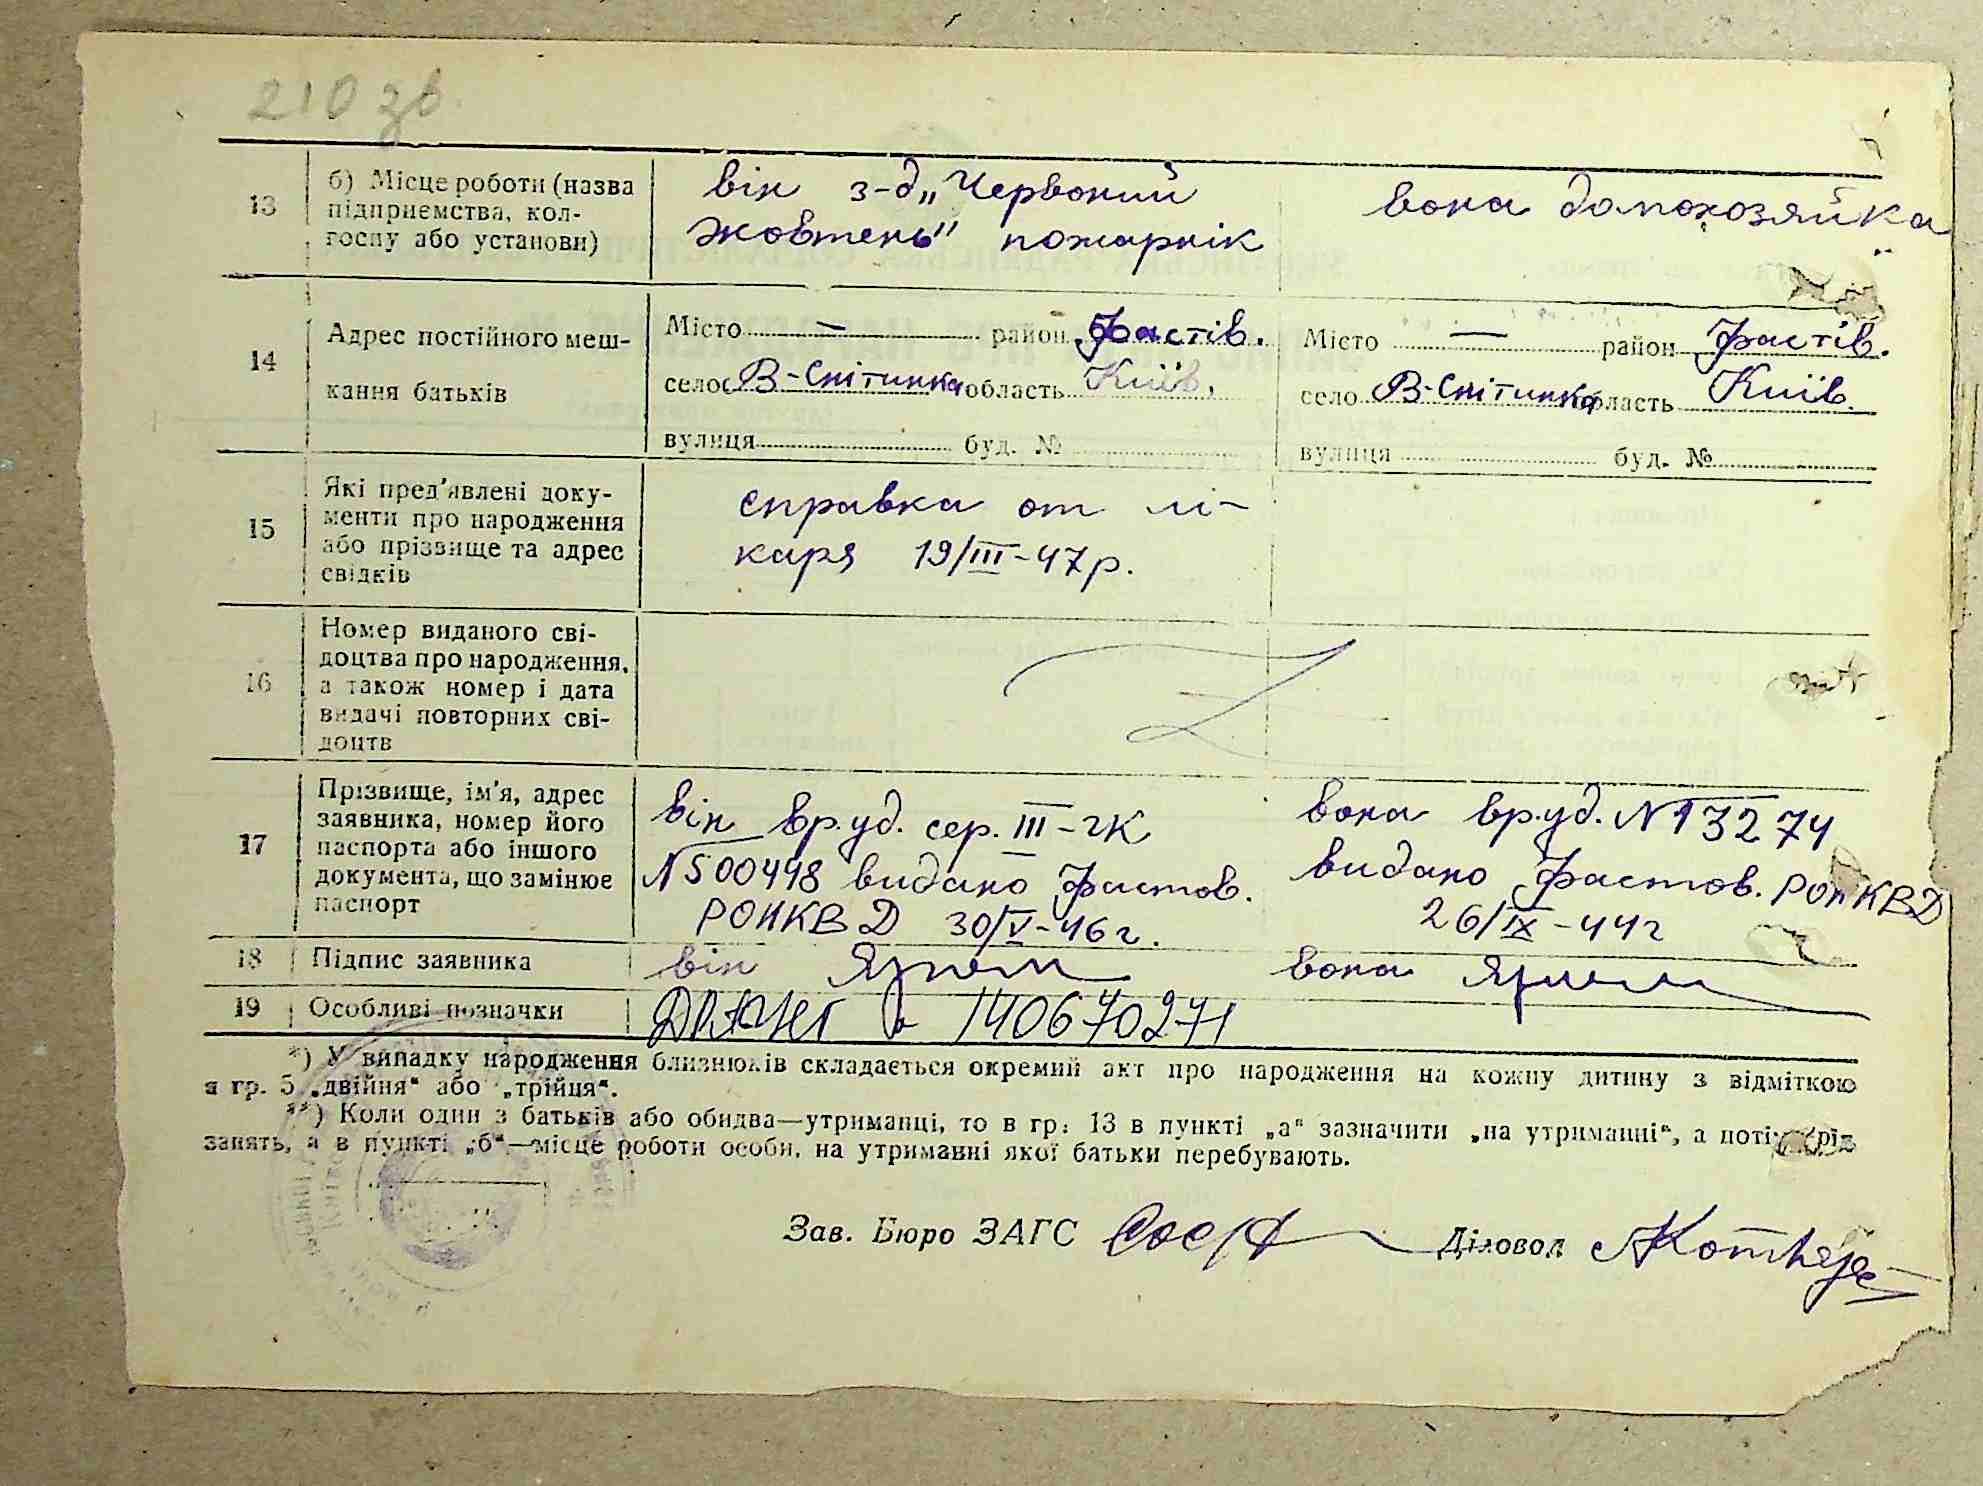 210 зв
13 б) Місце роботи (назва підприємства, кол-госпу або установи)
він з-д „Червоний
жовтень" пожарнік
вона домохозяйка
14 Адрес постійного меш-
кання батьків
Місто — район Фастів.
село В-Снітинка область Київ.
вулиця буд. №
Місто — район Фастів.
село В-Снітинка область Київ.
вулиця буд. №
15 Які пред'явлені доку-
менти про народження
або прізвище та адрес
свідків
справка от лі-
каря 19/III-47р.
16 Номер виданого сві-
доцтва про народження,
а також номер і дата
видачі повторних сві-
доцтв
17 Прізвище, ім'я, адрес
заявника, номер його
паспорта або іншого
документа, що замінює
паспорт
він вр.уд. сер. III-ГК
N 500498 видано Фастов.
РОНКВД 30/V-46г.
вона вр.уд. N 13274
видано Фастов. РОНКВД
26/IX-44г
18 Підпис заявника
він
вона
19 Особливі позначки
140670271
*) У випадку народження близнюків складається окремий акт про народження на кожну дитину з відміткою
в гр. 5 „двійня" або „трійця".
**) Коли один з батьків або обидва—утриманці, то в гр. 13 в пункті „а" зазначити „на утриманні", а потім рід
занять, а в пункті „б"—місце роботи особи, на утриманні якої батьки перебувають.
Зав. Бюро ЗАГС Діловод